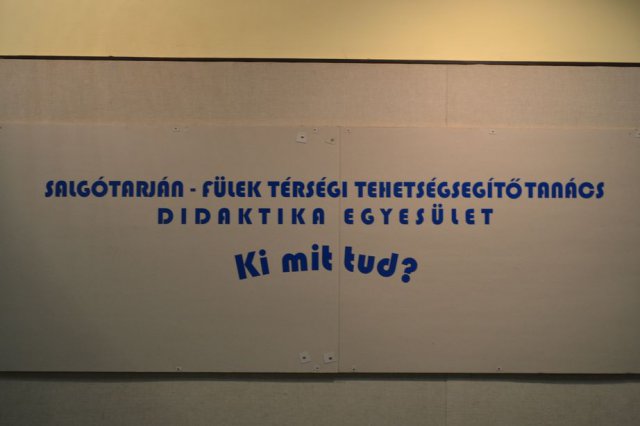 SALGÓTARJÁN - FÜLEK TÉRSÉGI TEHETSÉGSEGÍTŐ TANÁCS
DIDAKTIKA EGYESÜLET
Ki mit tud?